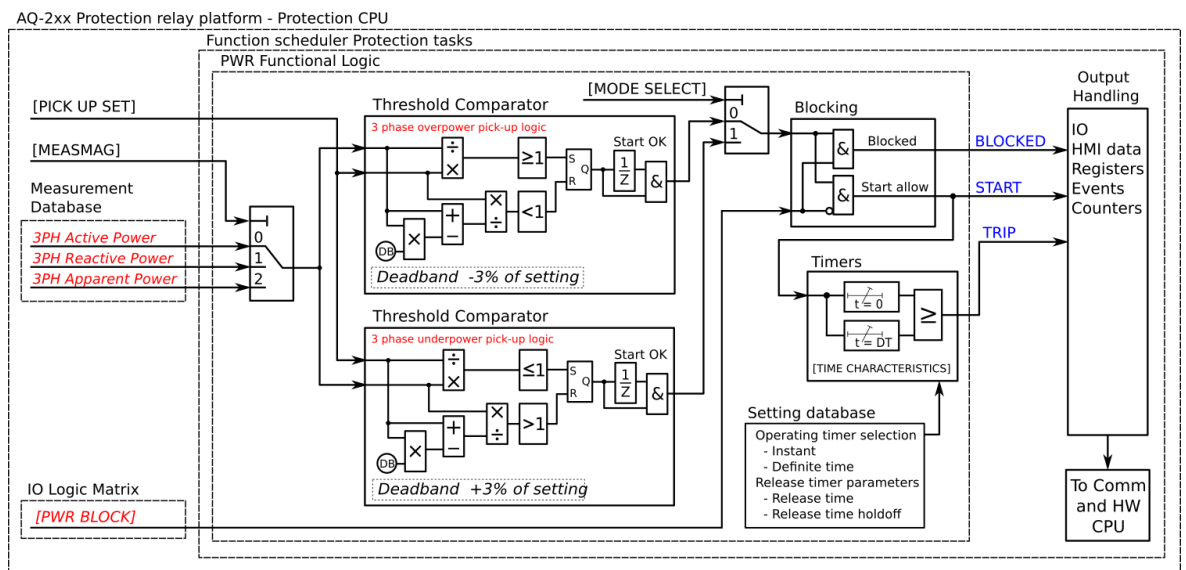 AQ-2xx Protection relay platform - Protection CPU
Function scheduler Protection tasks
PWR Functional Logic
[PICK UP SET]
[MEASMAG]
Measurement
Database
3PH Active Power
3PH Reactive Power
3PH Apparent Power
0
1
2
Threshold Comparator
3 phase overpower pick-up logic
÷
×
≥1
S
R
Q
Start OK
1
Z
&
×
÷
<1
+
−
×
DB
Deadband -3% of setting
Threshold Comparator
3 phase underpower pick-up logic
÷
×
≤1
S
R
Q
Start OK
1
Z
&
×
÷
>1
+
−
×
DB
Deadband +3% of setting
IO Logic Matrix
[PWR BLOCK]
[MODE SELECT]
0
1
Blocking
&
Blocked
&
Start allow
BLOCKED
START
TRIP
Timers
t = 0
t = DT
≥
[TIME CHARACTERISTICS]
Setting database
Operating timer selection
- Instant
- Definite time
Release timer parameters
- Release time
- Release time holdoff
Output
Handling
IO
HMI data
Registers
Events
Counters
To Comm
and HW
CPU